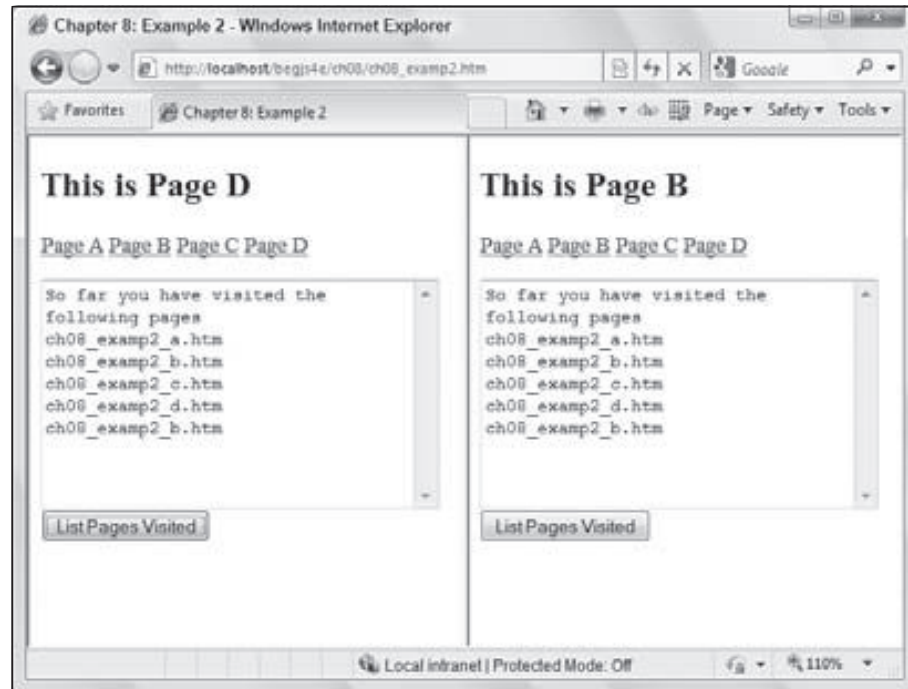 Chapter 8: Example 2 - Windows Internet Explorer
http://localhost/begjs4e/ch08/ch08_examp2.htm
Google
Favorites
Chapter 8: Example 2
Page
Safety
Tools
This is Page D
Page A Page B Page C Page D
So far you have visited the
following pages
ch08_examp2_a.htm
ch08_examp2_b.htm
ch08_examp2_c.htm
ch08_examp2_d.htm
ch08_examp2_b.htm
List Pages Visited
This is Page B
Page A Page B Page C Page D
So far you have visited the
following pages
ch08_examp2_a.htm
ch08_examp2_b.htm
ch08_examp2_c.htm
ch08_examp2_d.htm
ch08_examp2_b.htm
List Pages Visited
Local intranet | Protected Mode: Off
110%